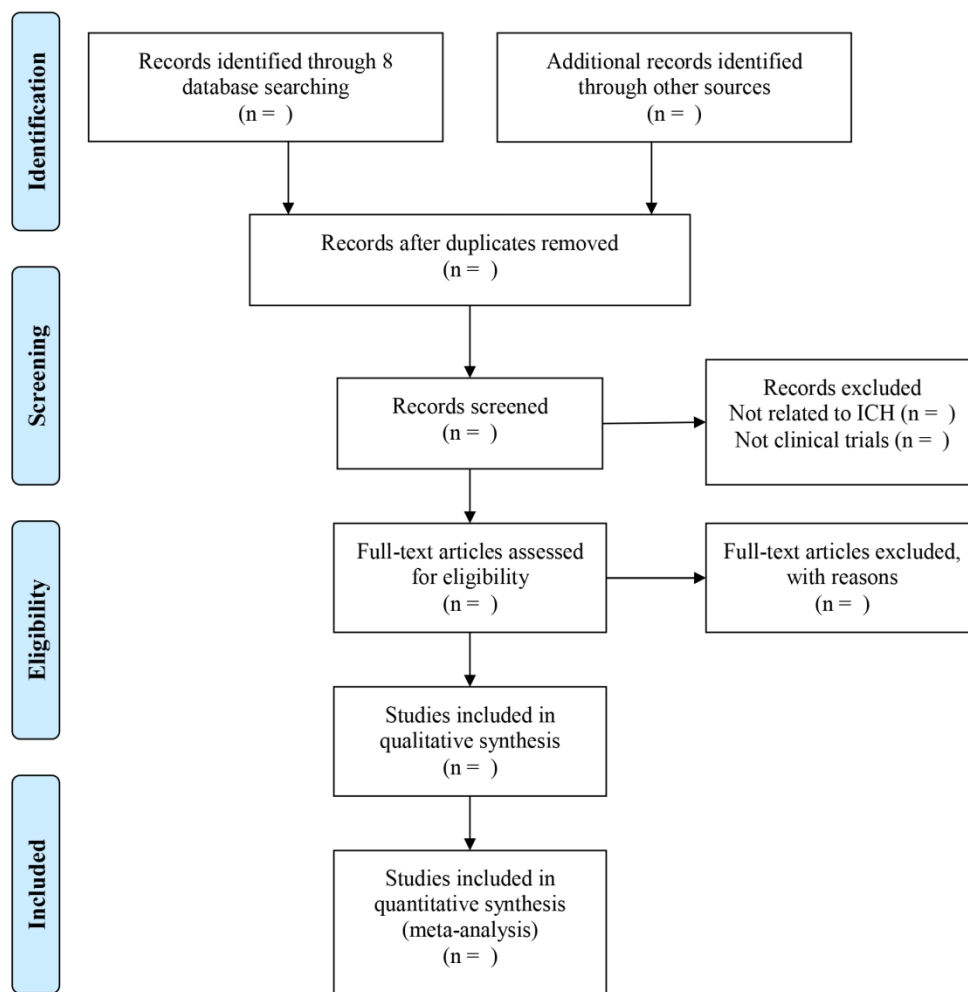 Identification
Records identified through 8
database searching
(n =  )
Additional records identified
through other sources
(n =  )
Records after duplicates removed
(n =  )
Screening
Records screened
(n =  )
Records excluded
Not related to ICH (n =  )
Not clinical trials (n =  )
Eligibility
Full-text articles assessed
for eligibility
(n =  )
Full-text articles excluded,
with reasons
(n =  )
Studies included in
qualitative synthesis
(n =  )
Included
Studies included in
quantitative synthesis
(meta-analysis)
(n =  )